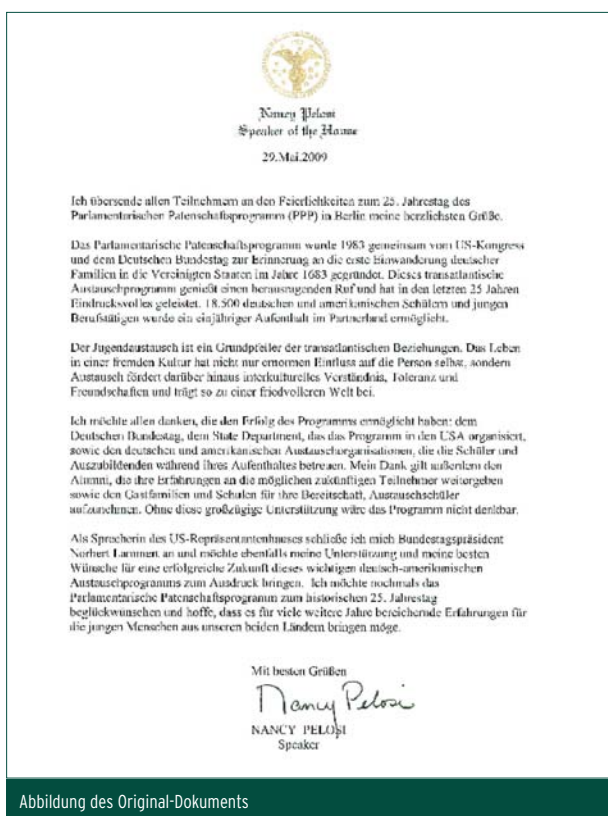 Nancy Pelosi
Speaker of the House
29.Mai.2009
Ich übersende allen Teilnehmern an den Feierlichkeiten zum 25. Jahrestag des
Parlamentarischen Patenschaftsprogramm (PPP) in Berlin meine herzlichsten Grüße.
Das Parlamentarische Patenschaftsprogramm wurde 1983 gemeinsam vom US-Kongress
und dem Deutschen Bundestag zur Erinnerung an die erste Einwanderung deutscher
Familien in die Vereinigten Staaten im Jahre 1683 gegründet. Dieses transatlantische
Austauschprogramm genießt einen herausragenden Ruf und hat in den letzten 25 Jahren
Eindrucksvolles geleistet. 18.500 deutschen und amerikanischen Schülern und jungen
Berufstätigen wurde ein einjähriger Aufenthalt im Partnerland ermöglicht.
Der Jugendaustausch ist ein Grundpfeiler der transatlantischen Beziehungen. Das Leben
in einer fremden Kultur hat nicht nur enormen Einfluss auf die Person selbst, sondern
Austausch fördert darüber hinaus interkulturelles Verständnis, Toleranz und
Freundschaften und trägt so zu einer friedvolleren Welt bei.
Ich möchte allen danken, die den Erfolg des Programms ermöglicht haben: dem
Deutschen Bundestag, dem State Department, das das Programm in den USA organisiert,
sowie den deutschen und amerikanischen Austauschorganisationen, die die Schüler und
Auszubildenden während ihres Aufenthaltes betreuen. Mein Dank gilt außerdem den
Alumni, die ihre Erfahrungen an die möglichen zukünftigen Teilnehmer weitergeben
sowie den Gastfamilien und Schulen für ihre Bereitschaft, Austauschschüler
aufzunehmen. Ohne diese großzügige Unterstützung wäre das Programm nicht denkbar.
Als Sprecherin des US-Repräsentantenhauses schließe ich mich Bundestagspräsident
Norbert Lammert an und möchte ebenfalls meine Unterstützung und meine besten
Wünsche für eine erfolgreiche Zukunft dieses wichtigen deutsch-amerikanischen
Austauschprogramms zum Ausdruck bringen. Ich möchte nochmals das
Parlamentarische Patenschaftsprogramm zum historischen 25. Jahrestag
beglückwünschen und hoffe, dass es für viele weitere Jahre bereichernde Erfahrungen für
die jungen Menschen aus unseren beiden Ländern bringen möge.
Mit besten Grüßen
Nancy Pelosi
NANCY PELOSI
Speaker
Abbildung des Original-Dokuments